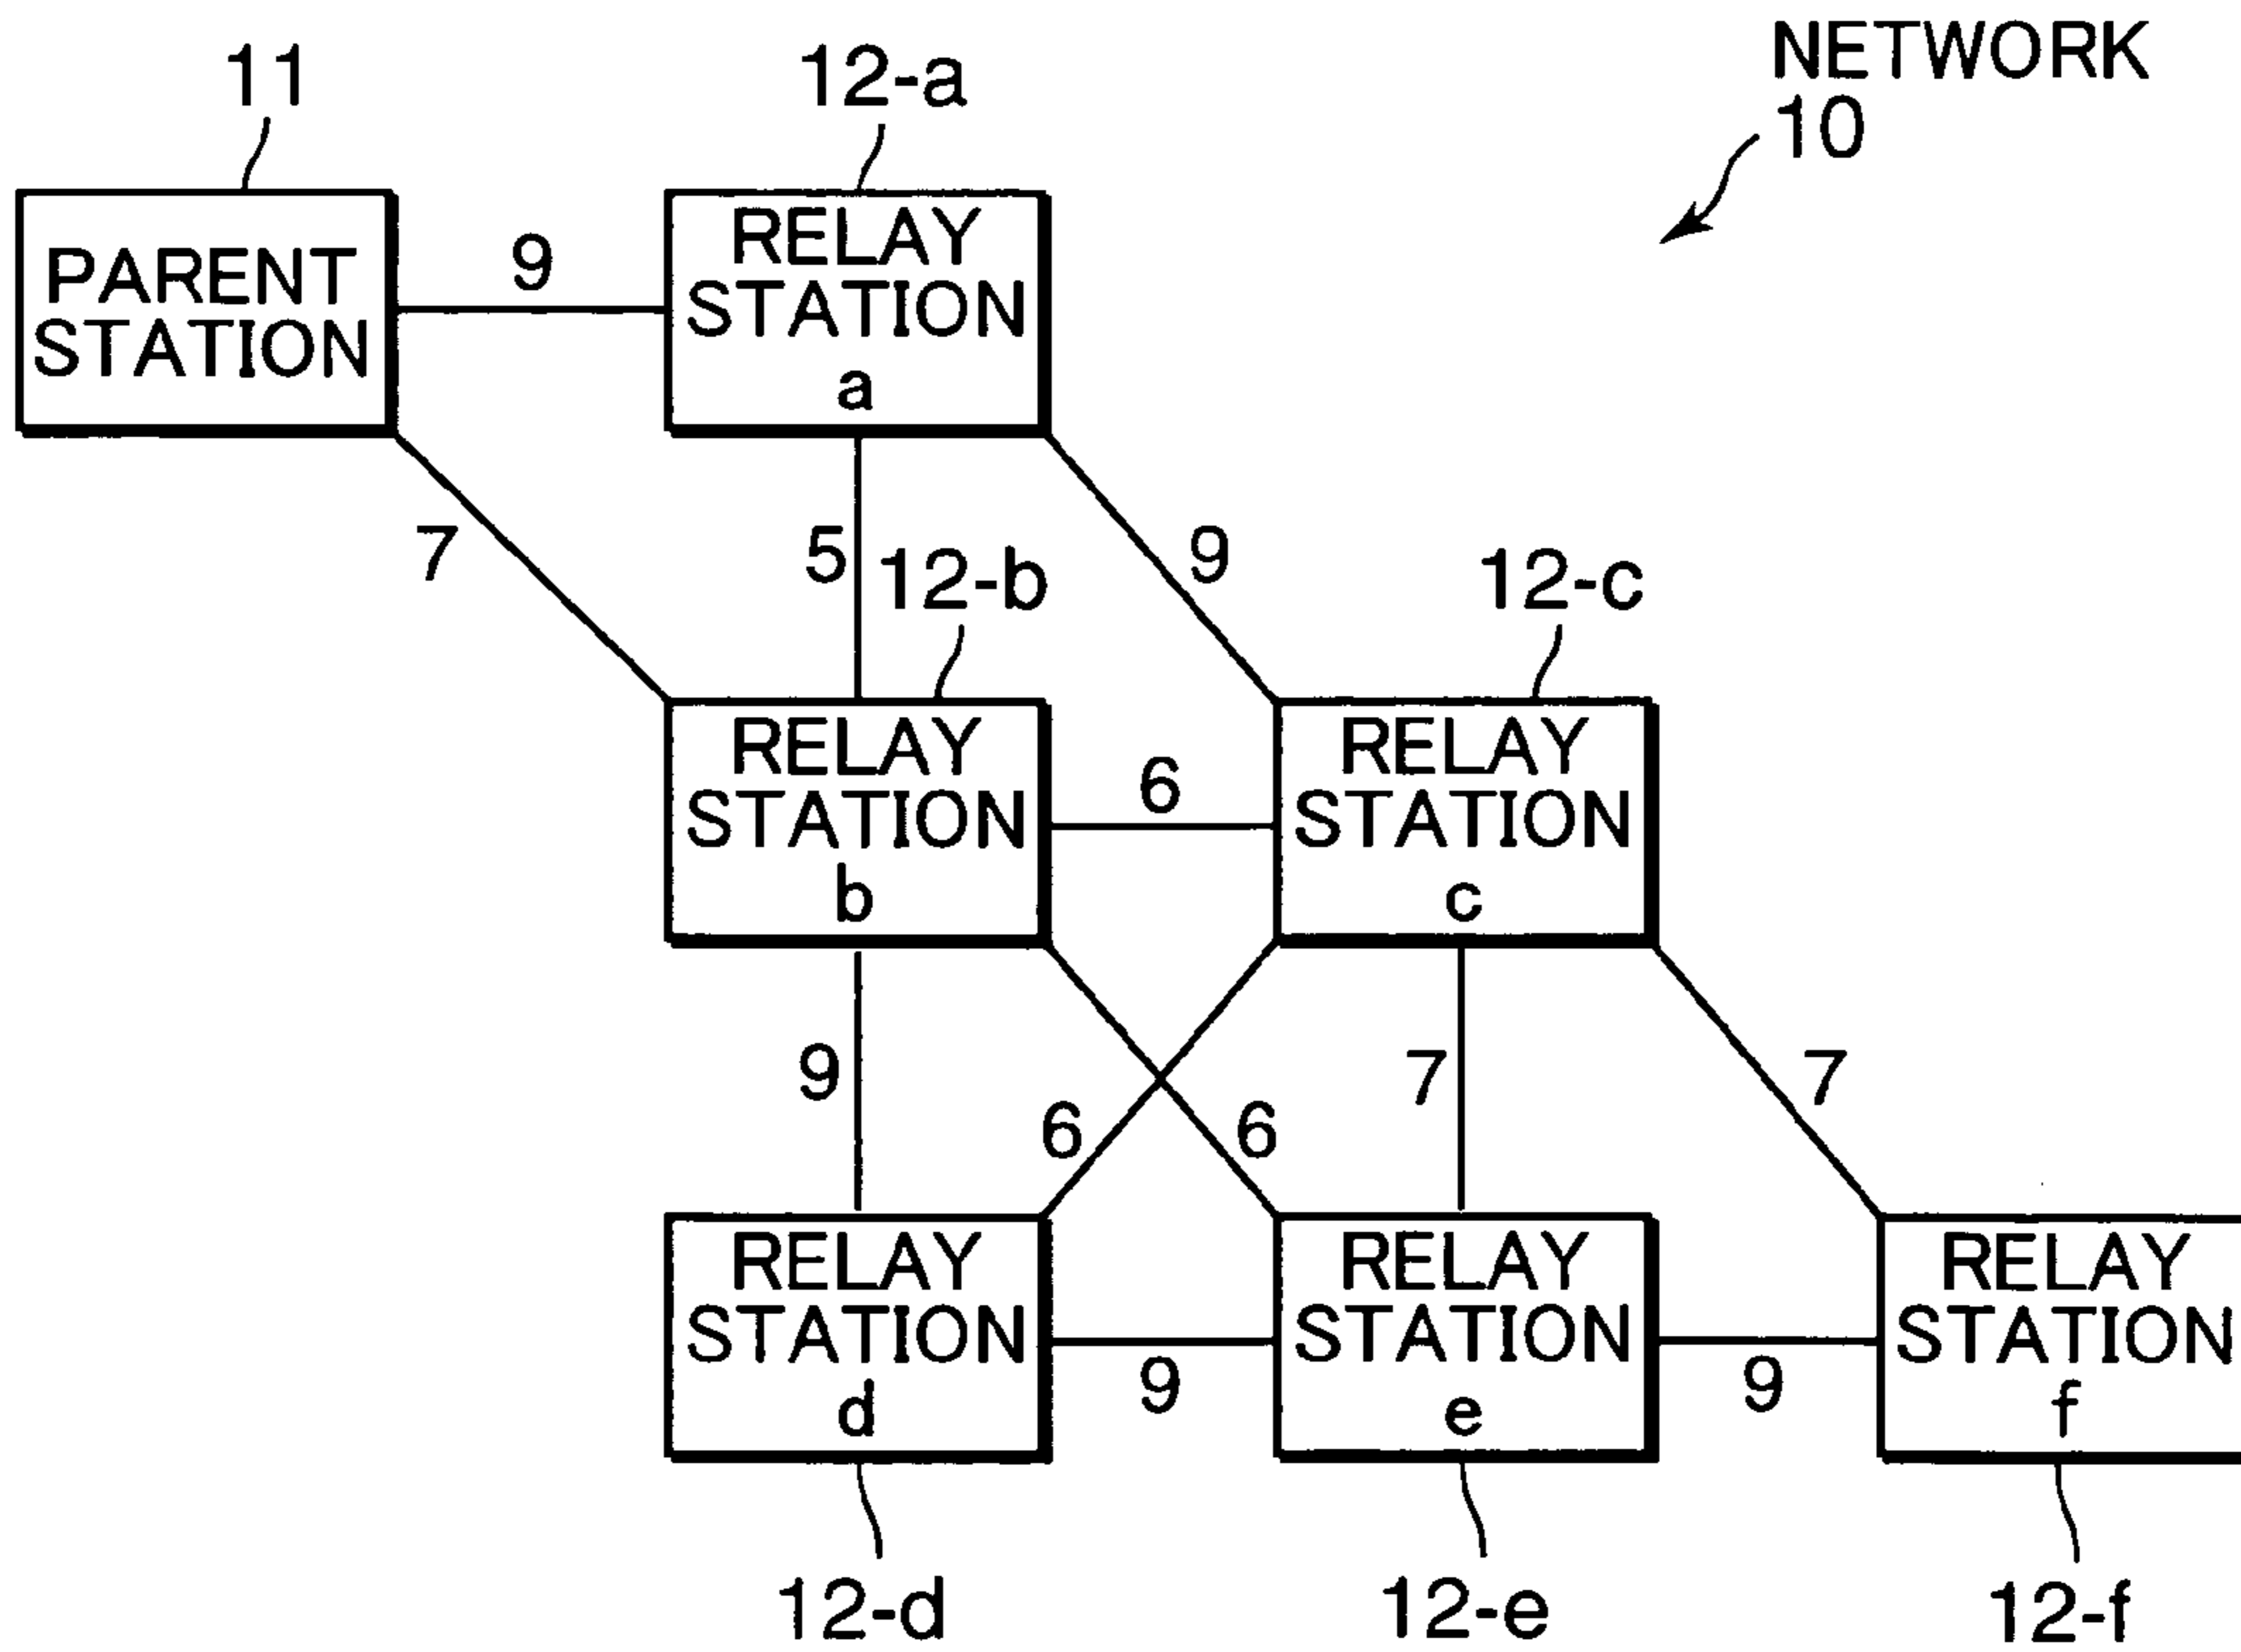 NETWORK
10
11
12-a
PARENT
STATION
9
RELAY
STATION
a
7
5
12-b
9
12-c
RELAY
STATION
b
6
RELAY
STATION
c
9
6
6
7
7
RELAY
STATION
d
9
RELAY
STATION
e
9
RELAY
STATION
f
12-d
12-e
12-f